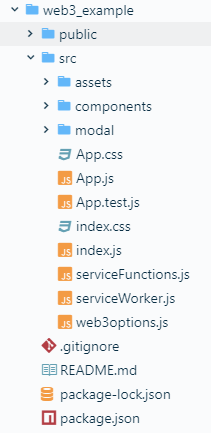 web3_example
public
src
assets
components
modal
App.css
JS App.js
JS App.test.js
index.css
JS index.js
JS serviceFunctions.js
JS serviceWorker.js
JS web3options.js
.gitignore
README.md
package-lock.json
package.json